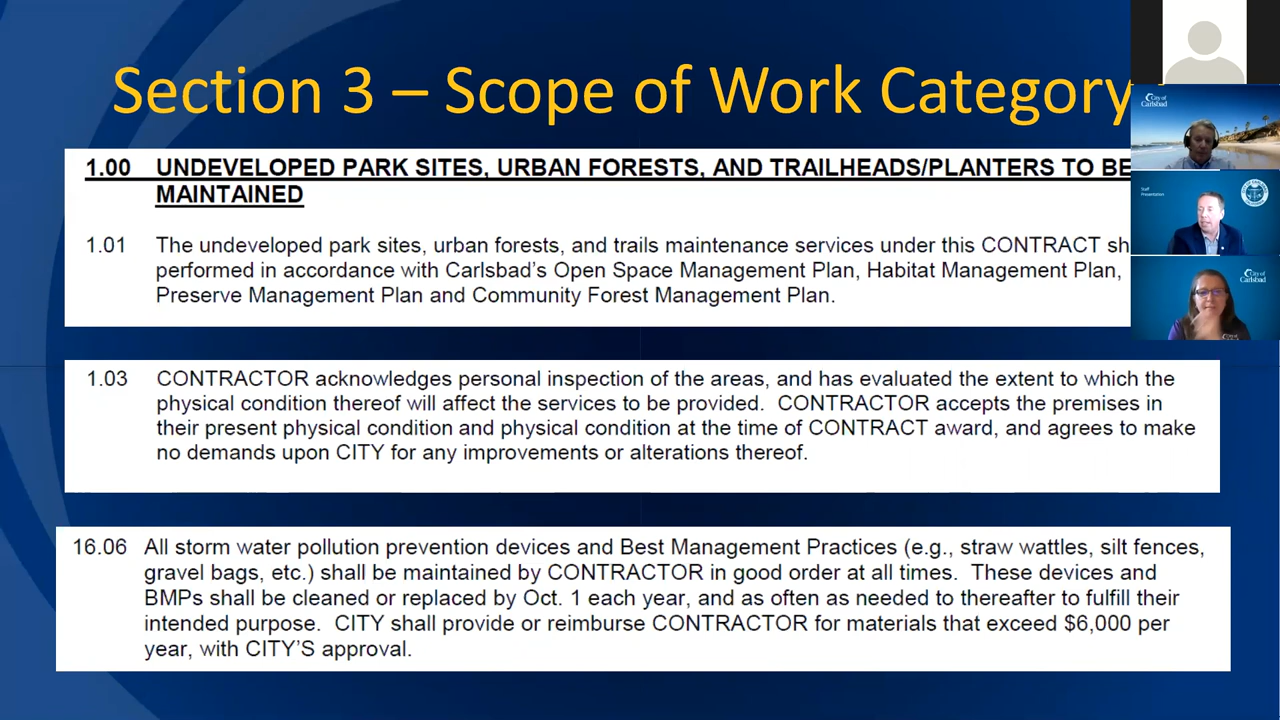 Section 3 – Scope of Work Category
1.00 UNDEVELOPED PARK SITES, URBAN FORESTS, AND TRAILHEADS/PLANTERS TO BE
MAINTAINED
1.01 The undeveloped park sites, urban forests, and trails maintenance services under this CONTRACT sh
performed in accordance with Carlsbad's Open Space Management Plan, Habitat Management Plan,
Preserve Management Plan and Community Forest Management Plan.
1.03 CONTRACTOR acknowledges personal inspection of the areas, and has evaluated the extent to which the
physical condition thereof will affect the services to be provided. CONTRACTOR accepts the premises in
their present physical condition and physical condition at the time of CONTRACT award, and agrees to make
no demands upon CITY for any improvements or alterations thereof.
16.06 All storm water pollution prevention devices and Best Management Practices (e.g., straw wattles, silt fences,
gravel bags, etc.) shall be maintained by CONTRACTOR in good order at all times. These devices and
BMPs shall be cleaned or replaced by Oct. 1 each year, and as often as needed to thereafter to fulfill their
intended purpose. CITY shall provide or reimburse CONTRACTOR for materials that exceed $6,000 per
year, with CITY'S approval.
City of
Carlsbad
Staff
Presentation
City of
Carlsbad